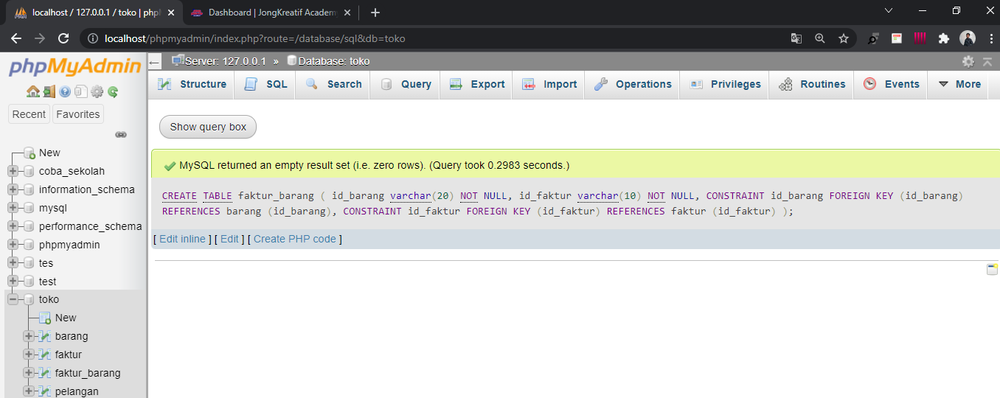 localhost / 127.0.0.1 / toko | php
Dashboard | JongKreatif Academy
localhost/phpmyadmin/index.php?route=/database/sql&db=toko
phpMyAdmin
Recent Favorites
New
coba_sekolah
information_schema
mysql
performance_schema
phpmyadmin
tes
test
toko
New
barang
faktur
faktur_barang
pelangan
Server: 127.0.0.1 » Database: toko
Structure SQL Search Query Export Import Operations Privileges Routines Events More
Show query box
MySQL returned an empty result set (i.e. zero rows). (Query took 0.2983 seconds.)
CREATE TABLE faktur_barang ( id_barang varchar(20) NOT NULL, id_faktur varchar(10) NOT NULL, CONSTRAINT id_barang FOREIGN KEY (id_barang)
REFERENCES barang (id_barang), CONSTRAINT id_faktur FOREIGN KEY (id_faktur) REFERENCES faktur (id_faktur) );
[ Edit inline ] [ Edit ] [ Create PHP code ]